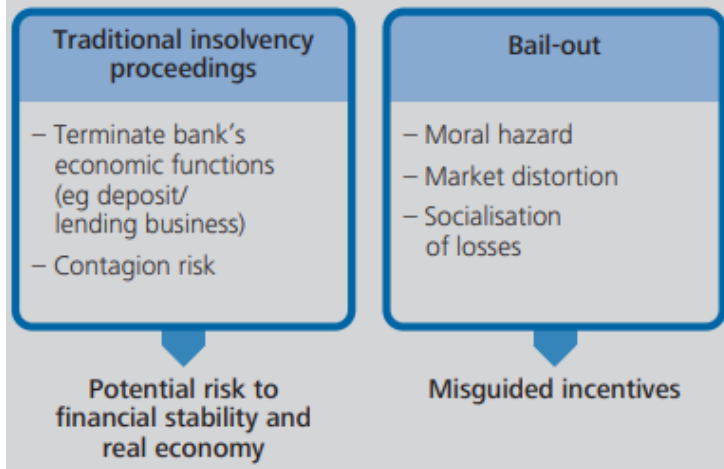 Traditional insolvency
proceedings
– Terminate bank's
economic functions
(eg deposit/
lending business)
– Contagion risk
Potential risk to
financial stability and
real economy
Bail-out
– Moral hazard
– Market distortion
– Socialisation
of losses
Misguided incentives